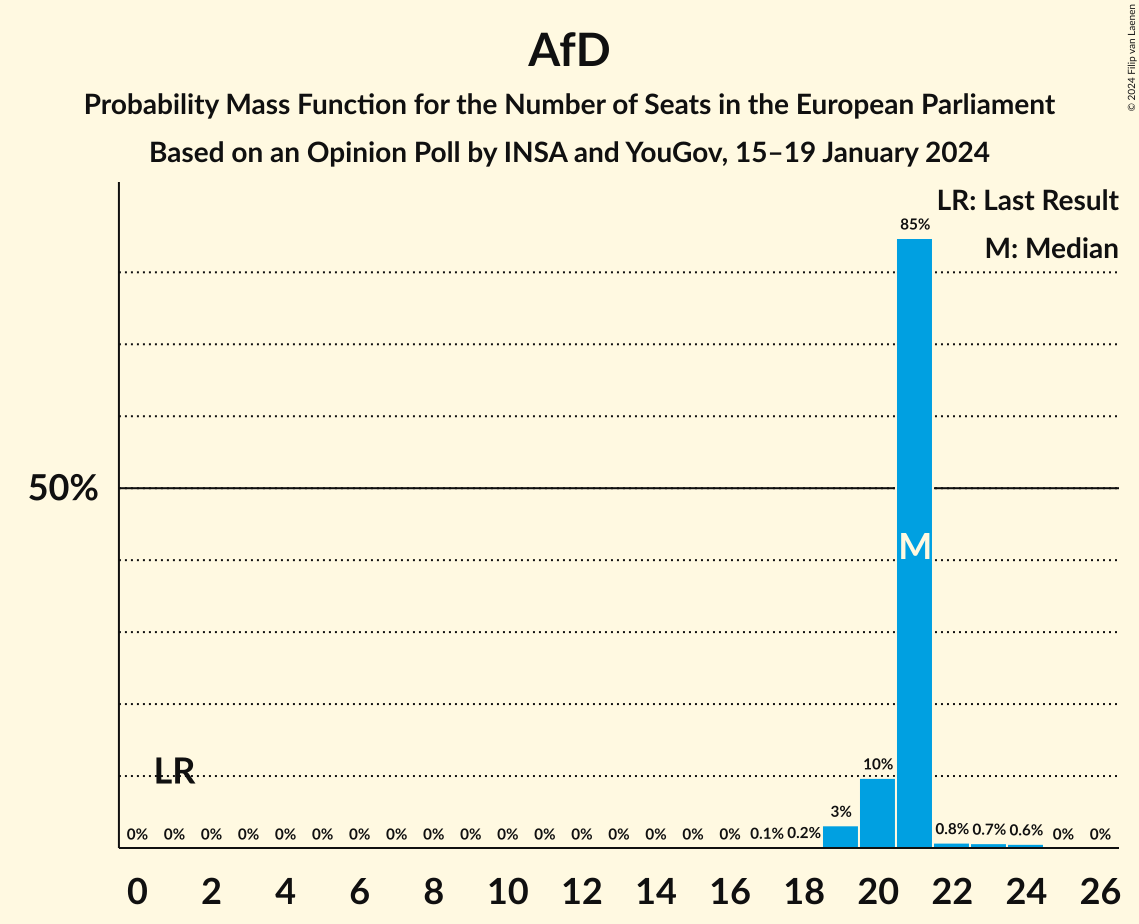 AfD
Probability Mass Function for the Number of Seats in the European Parliament
Based on an Opinion Poll by INSA and YouGov, 15–19 January 2024
© 2024 Filip van Laenen
LR: Last Result
M: Median
85%
50%
M
LR
0% 0% 0% 0% 0% 0% 0% 0% 0% 0% 0% 0% 0% 0% 0% 0% 0% 0.1% 0.2% 3% 10% 0.8% 0.7% 0.6% 0% 0%
0 2 4 6 8 10 12 14 16 18 20 22 24 26